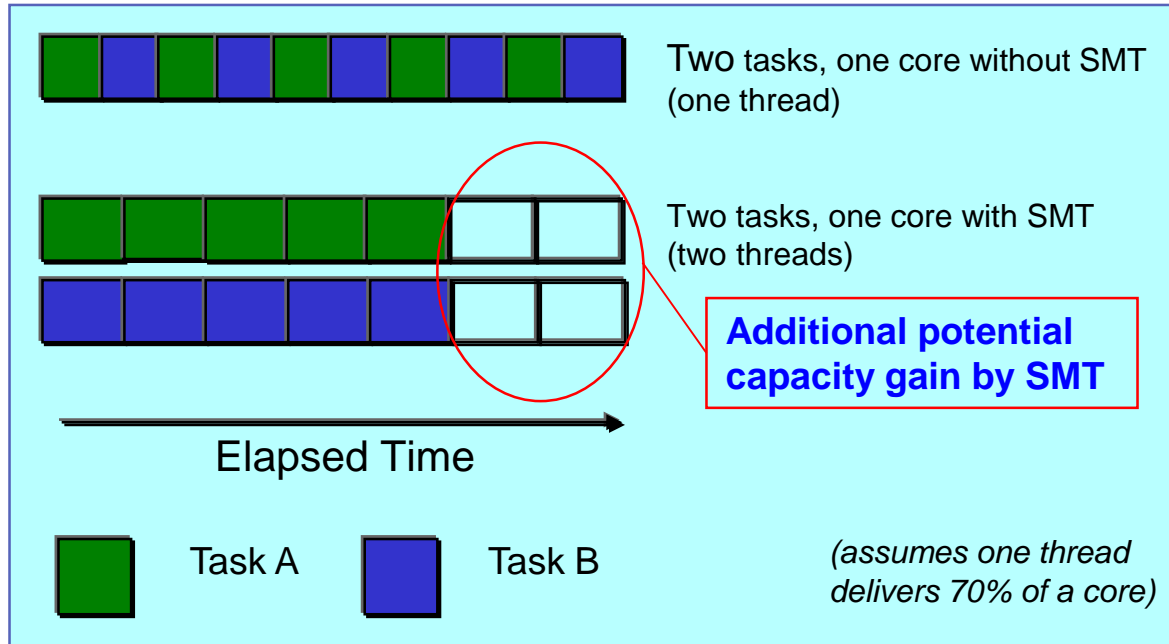 Two tasks, one core without SMT
(one thread)
Two tasks, one core with SMT
(two threads)
Additional potential
capacity gain by SMT
Elapsed Time
Task A
Task B
(assumes one thread
delivers 70% of a core)